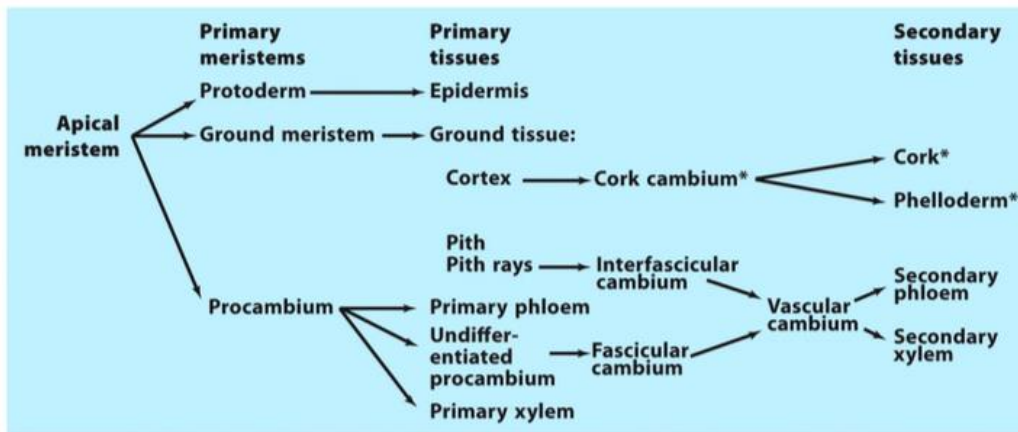 Primary
meristems
Primary
tissues
Secondary
tissues
Apical
meristem
Protoderm
Epidermis
Ground meristem
Ground tissue:
Cortex
Cork cambium*
Cork*
Phelloderm*
Pith
Pith rays
Interfascicular
cambium
Procambium
Primary phloem
Undiffer-
entiated
procambium
Fascicular
cambium
Vascular
cambium
Secondary
phloem
Secondary
xylem
Primary xylem